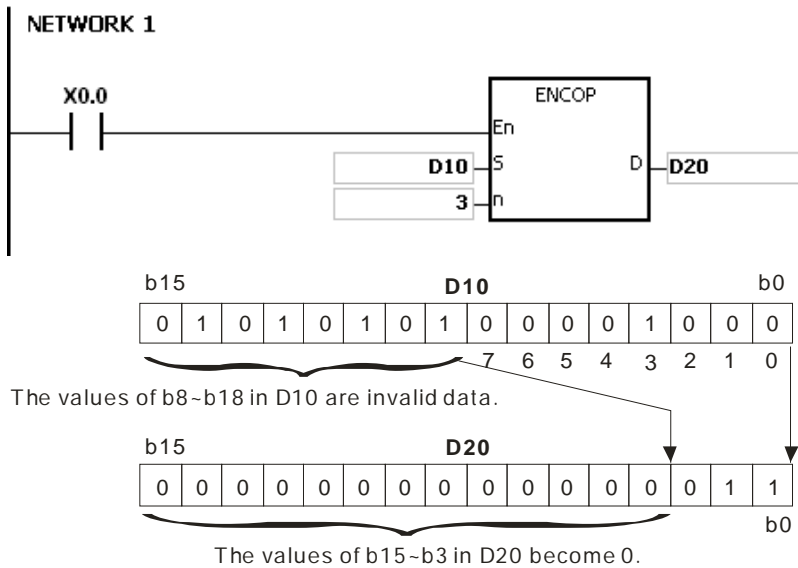 NETWORK 1
X0.0
ENCOP
En
D10 S D D20
3 n
b15 D10 b0
0 1 0 1 0 1 0 1 0 0 0 0 1 0 0 0
7 6 5 4 3 2 1 0
The values of b8~b18 in D10 are invalid data.
b15 D20
0 0 0 0 0 0 0 0 0 0 0 0 0 0 1 1
b0
The values of b15~b3 in D20 become 0.